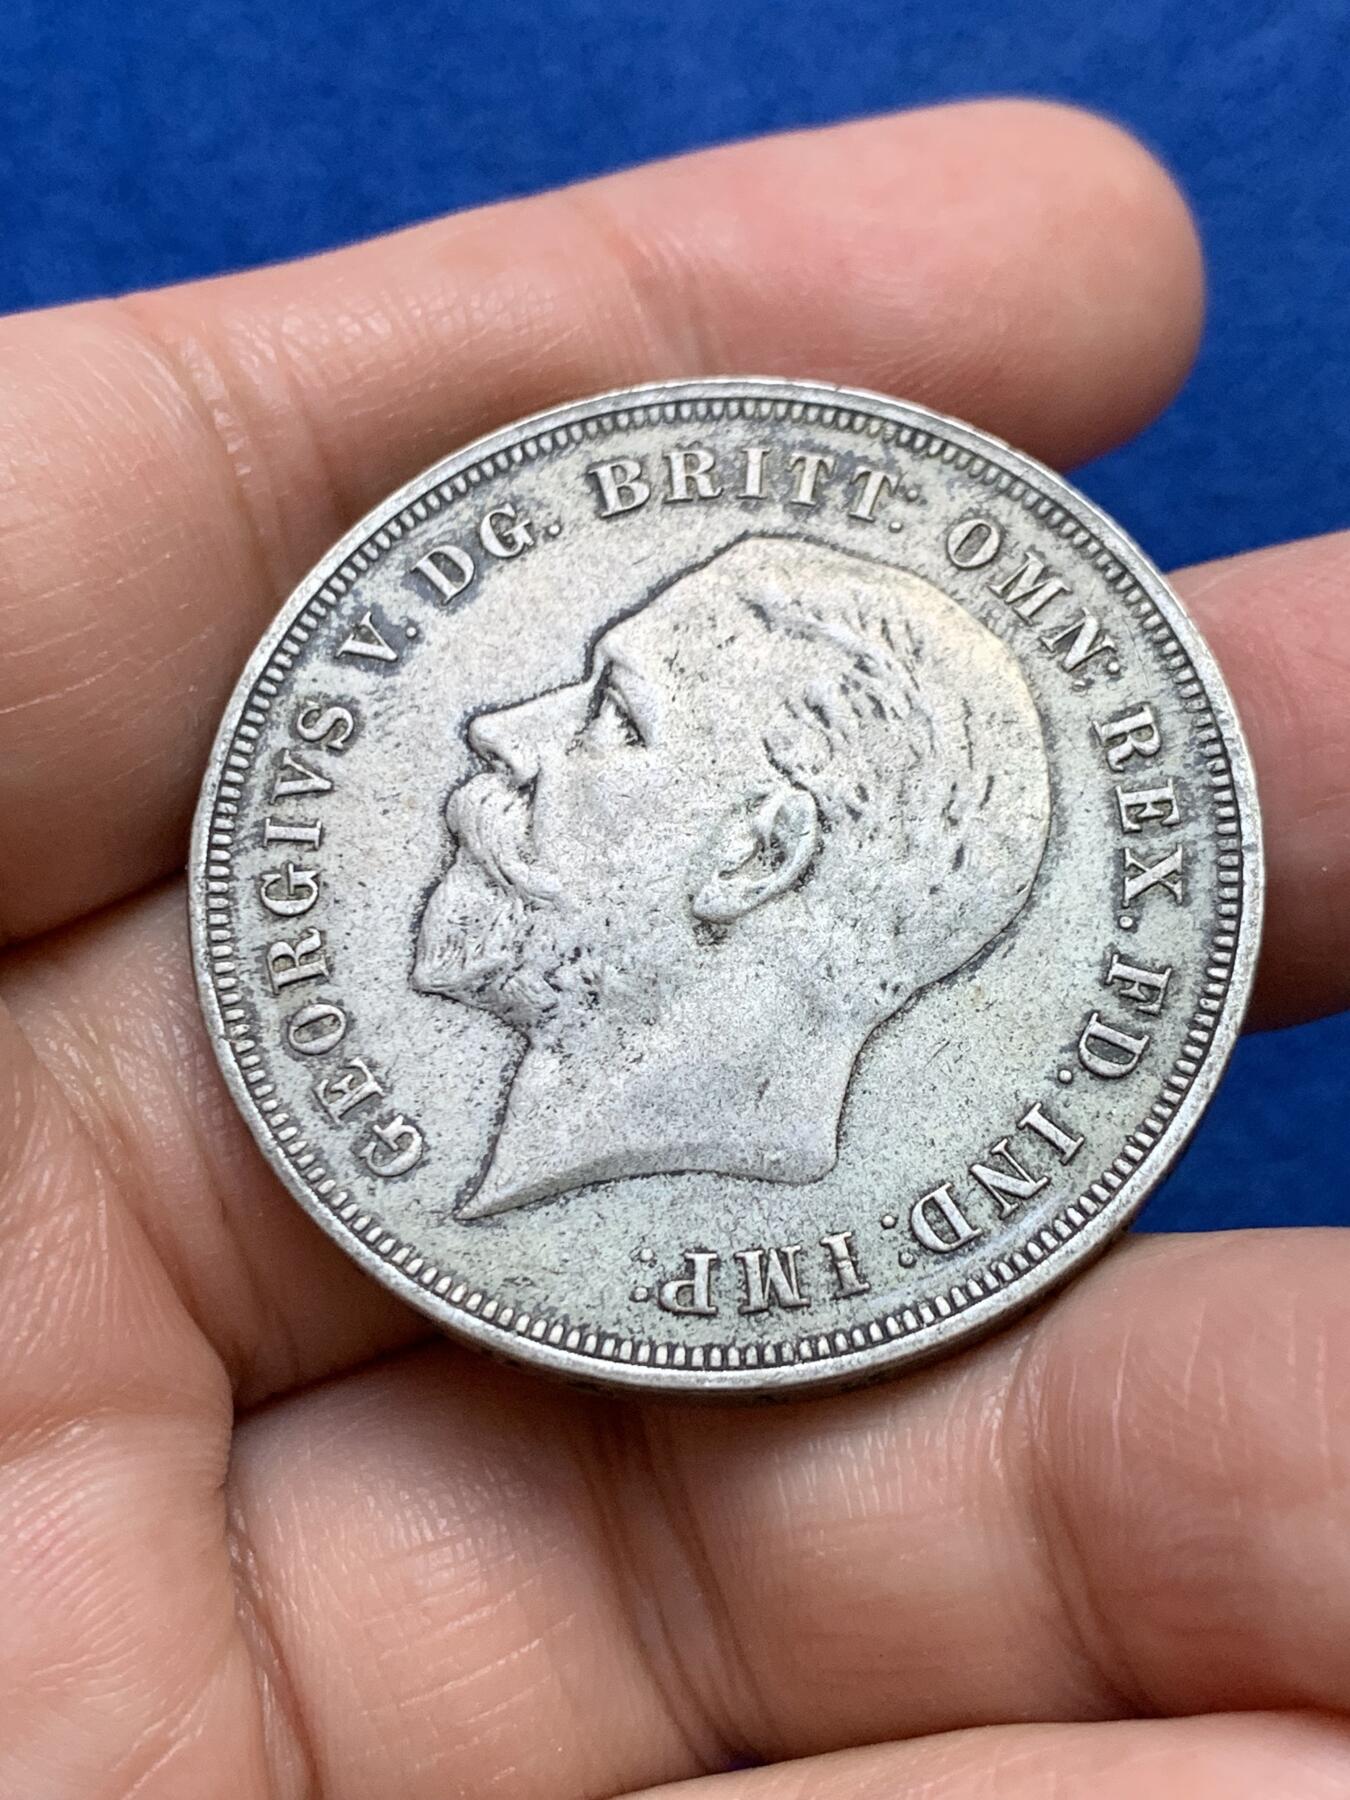 GEORGIVS V. DG. BRITT: OMN: REX. FD. IND: IMP: